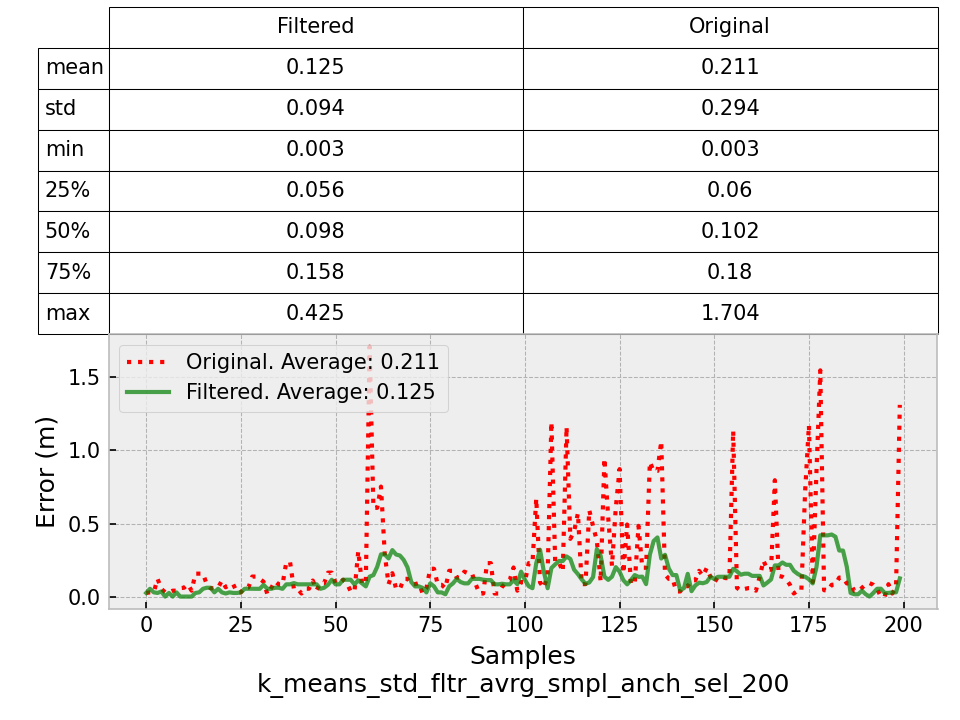 Filtered Original
mean 0.125 0.211
std 0.094 0.294
min 0.003 0.003
25% 0.056 0.06
50% 0.098 0.102
75% 0.158 0.18
max 0.425 1.704
Original. Average: 0.211
Filtered. Average: 0.125
1.5
1.0
0.5
0.0
Error (m)
0 25 50 75 100 125 150 175 200
Samples
k_means_std_fltr_avrg_smpl_anch_sel_200